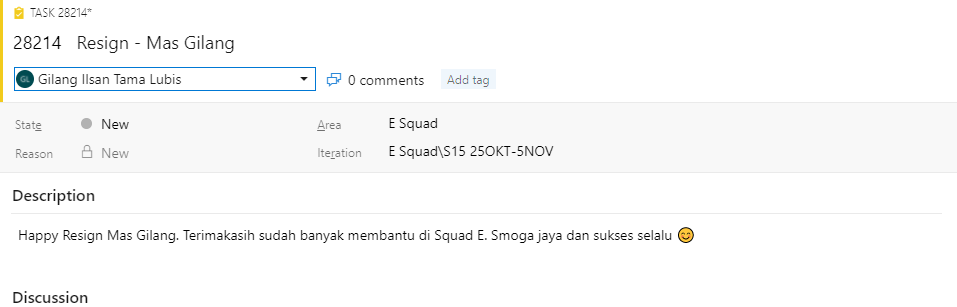 TASK 28214*
28214 Resign - Mas Gilang
GL Gilang Ilsan Tama Lubis
0 comments Add tag
State New Area E Squad
Reason New Iteration E Squad\S15 25OKT-5NOV
Description
Happy Resign Mas Gilang. Terimakasih sudah banyak membantu di Squad E. Smoga jaya dan sukses selalu 😊
Discussion